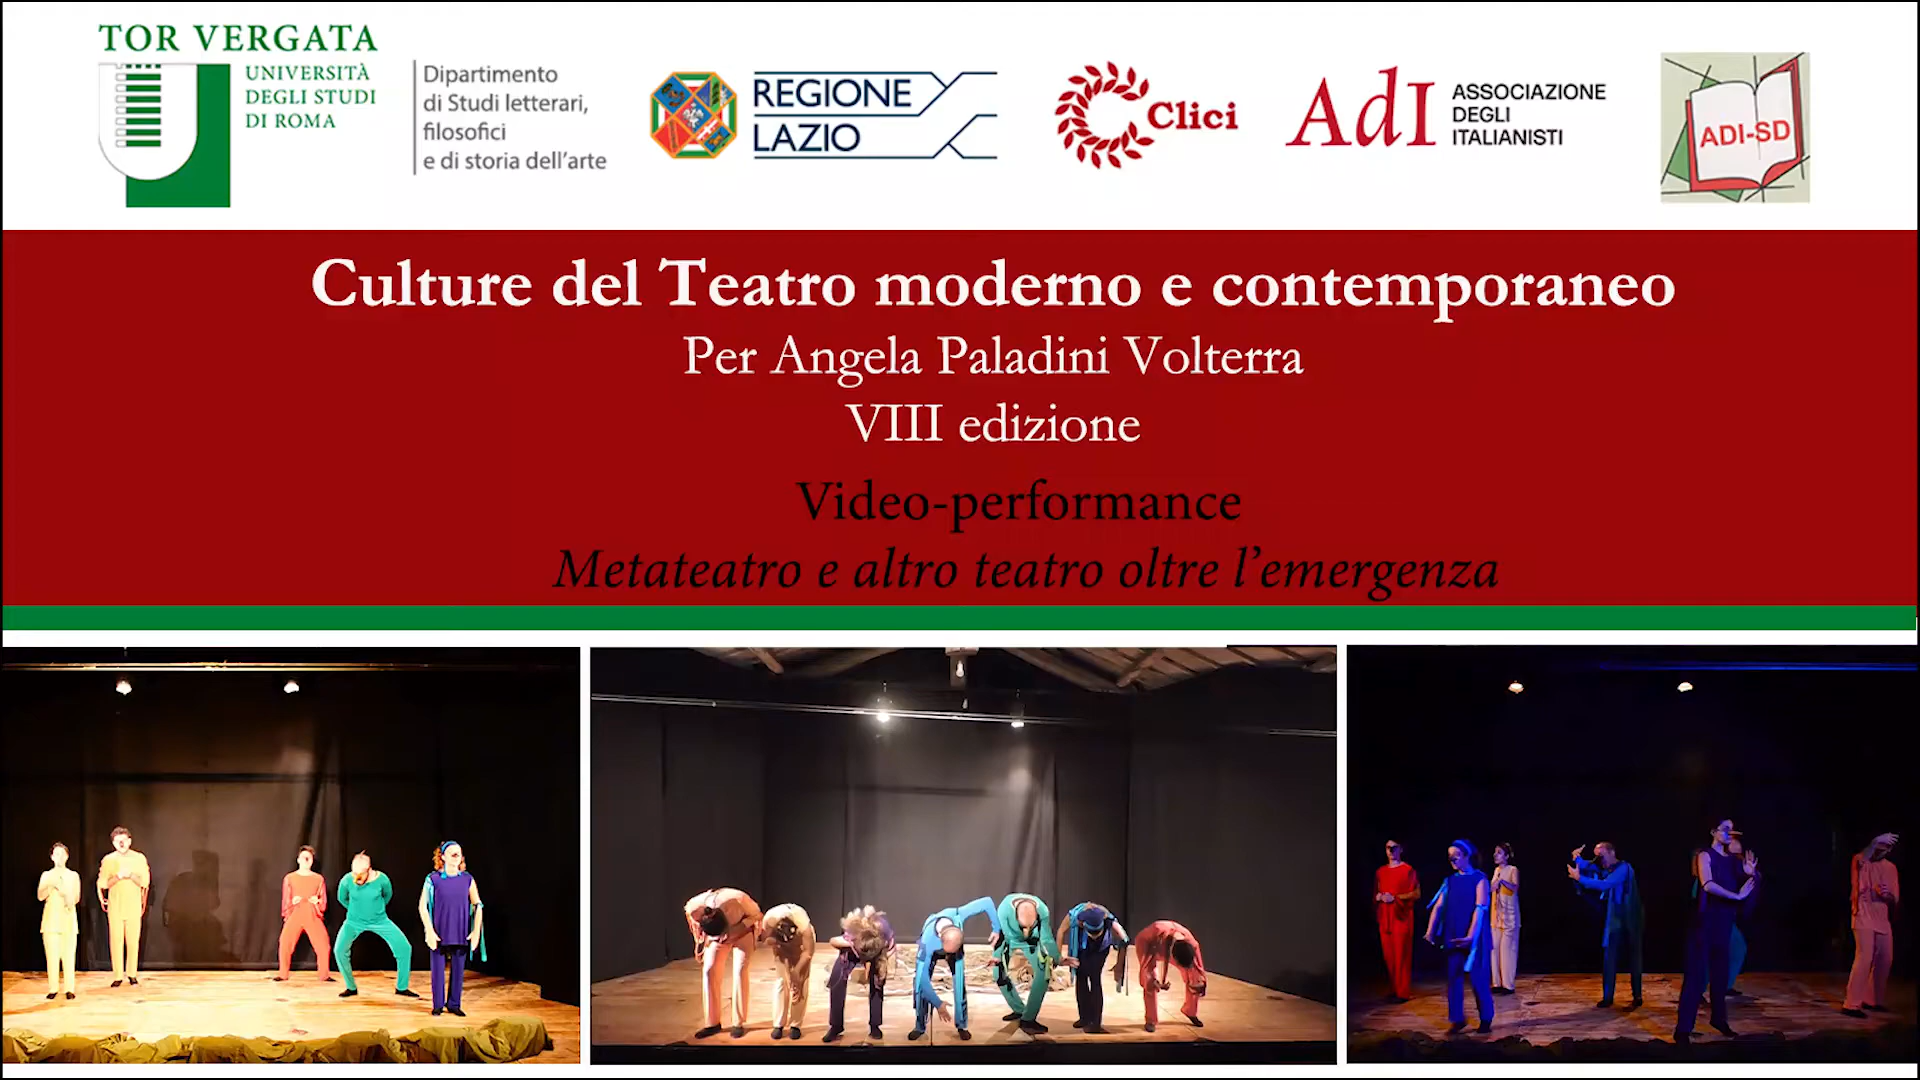 TOR VERGATA
UNIVERSITÀ
DEGLI STUDI
DI ROMA
Dipartimento
di Studi letterari,
filosofici
e di storia dell'arte
REGIONE
LAZIO
Clici
AdI
ASSOCIAZIONE
DEGLI
ITALIANISTI
ADI-SD
Culture del Teatro moderno e contemporaneo
Per Angela Paladini Volterra
VIII edizione
Video-performance
Metateatro e altro teatro oltre l'emergenza